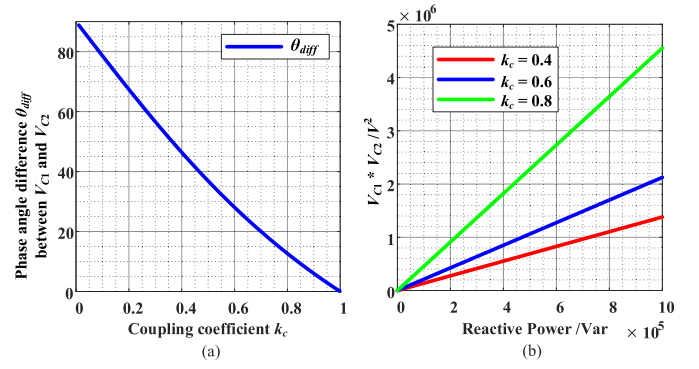 Phase angle difference θdiff
between VC1 and VC2
80
60
40
20
0
θdiff
0 0.2 0.4 0.6 0.8 1
Coupling coefficient kc
(a)
5 × 10^6
4
3
2
1
0
VC1 * VC2 /V^2
kc = 0.4
kc = 0.6
kc = 0.8
0 2 4 6 8 10
Reactive Power /Var × 10^5
(b)